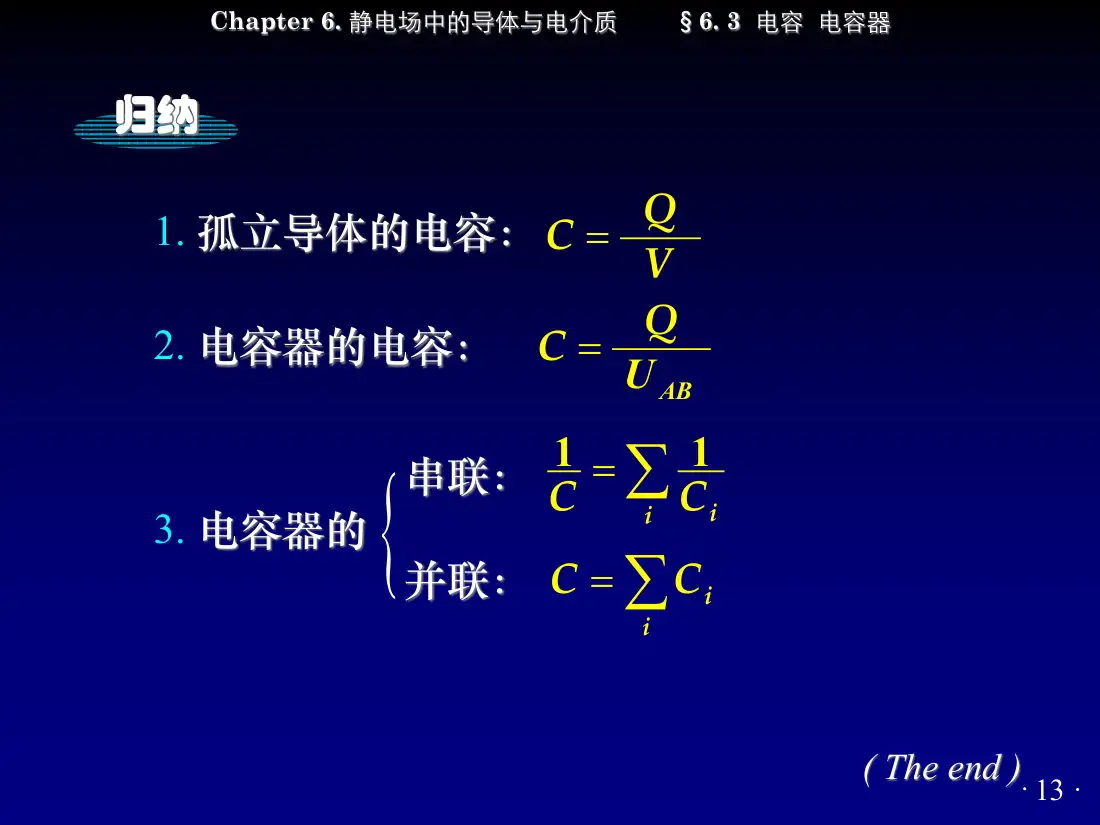 Chapter 6. 静电场中的导体与电介质 §6. 3 电容 电容器
归纳
1. 孤立导体的电容： C = Q / V
2. 电容器的电容： C = Q / U_AB
3. 电容器的
串联： 1 / C = ∑_i 1 / C_i
并联： C = ∑_i C_i
( The end )
· 13 ·